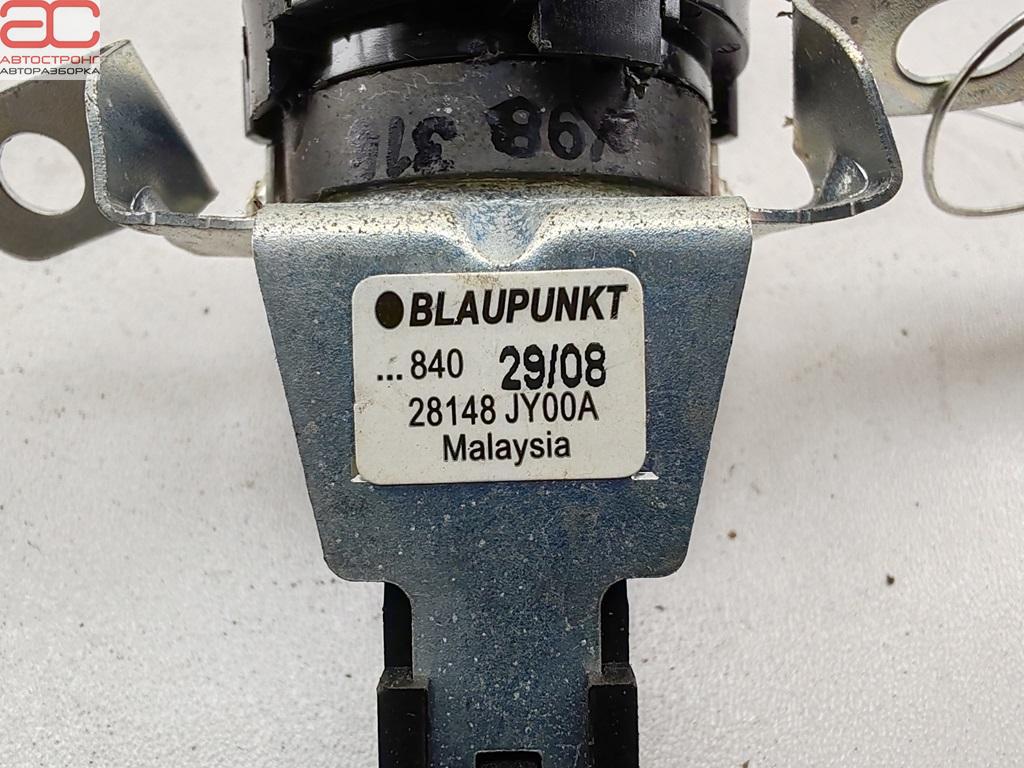 АС
АВТОСТРОНГ
АВТОРАЗБОРКА
BLAUPUNKT
... 840 29/08
28148 JY00A
Malaysia